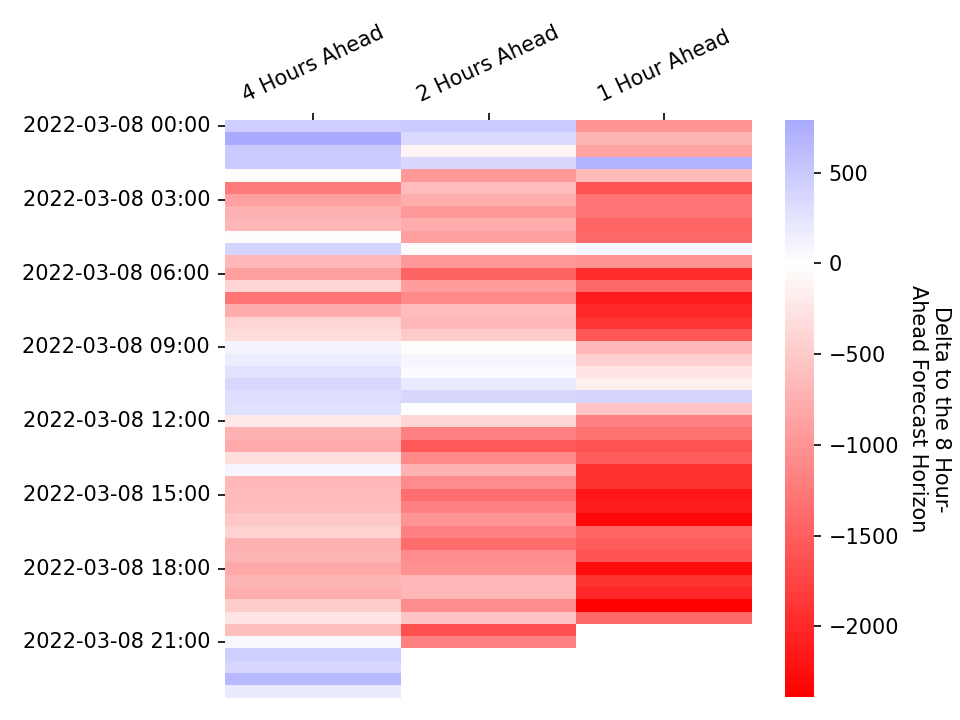 4 Hours Ahead
2 Hours Ahead
1 Hour Ahead
2022-03-08 00:00
2022-03-08 03:00
2022-03-08 06:00
2022-03-08 09:00
2022-03-08 12:00
2022-03-08 15:00
2022-03-08 18:00
2022-03-08 21:00
500
0
−500
−1000
−1500
−2000
Delta to the 8 Hour-
Ahead Forecast Horizon